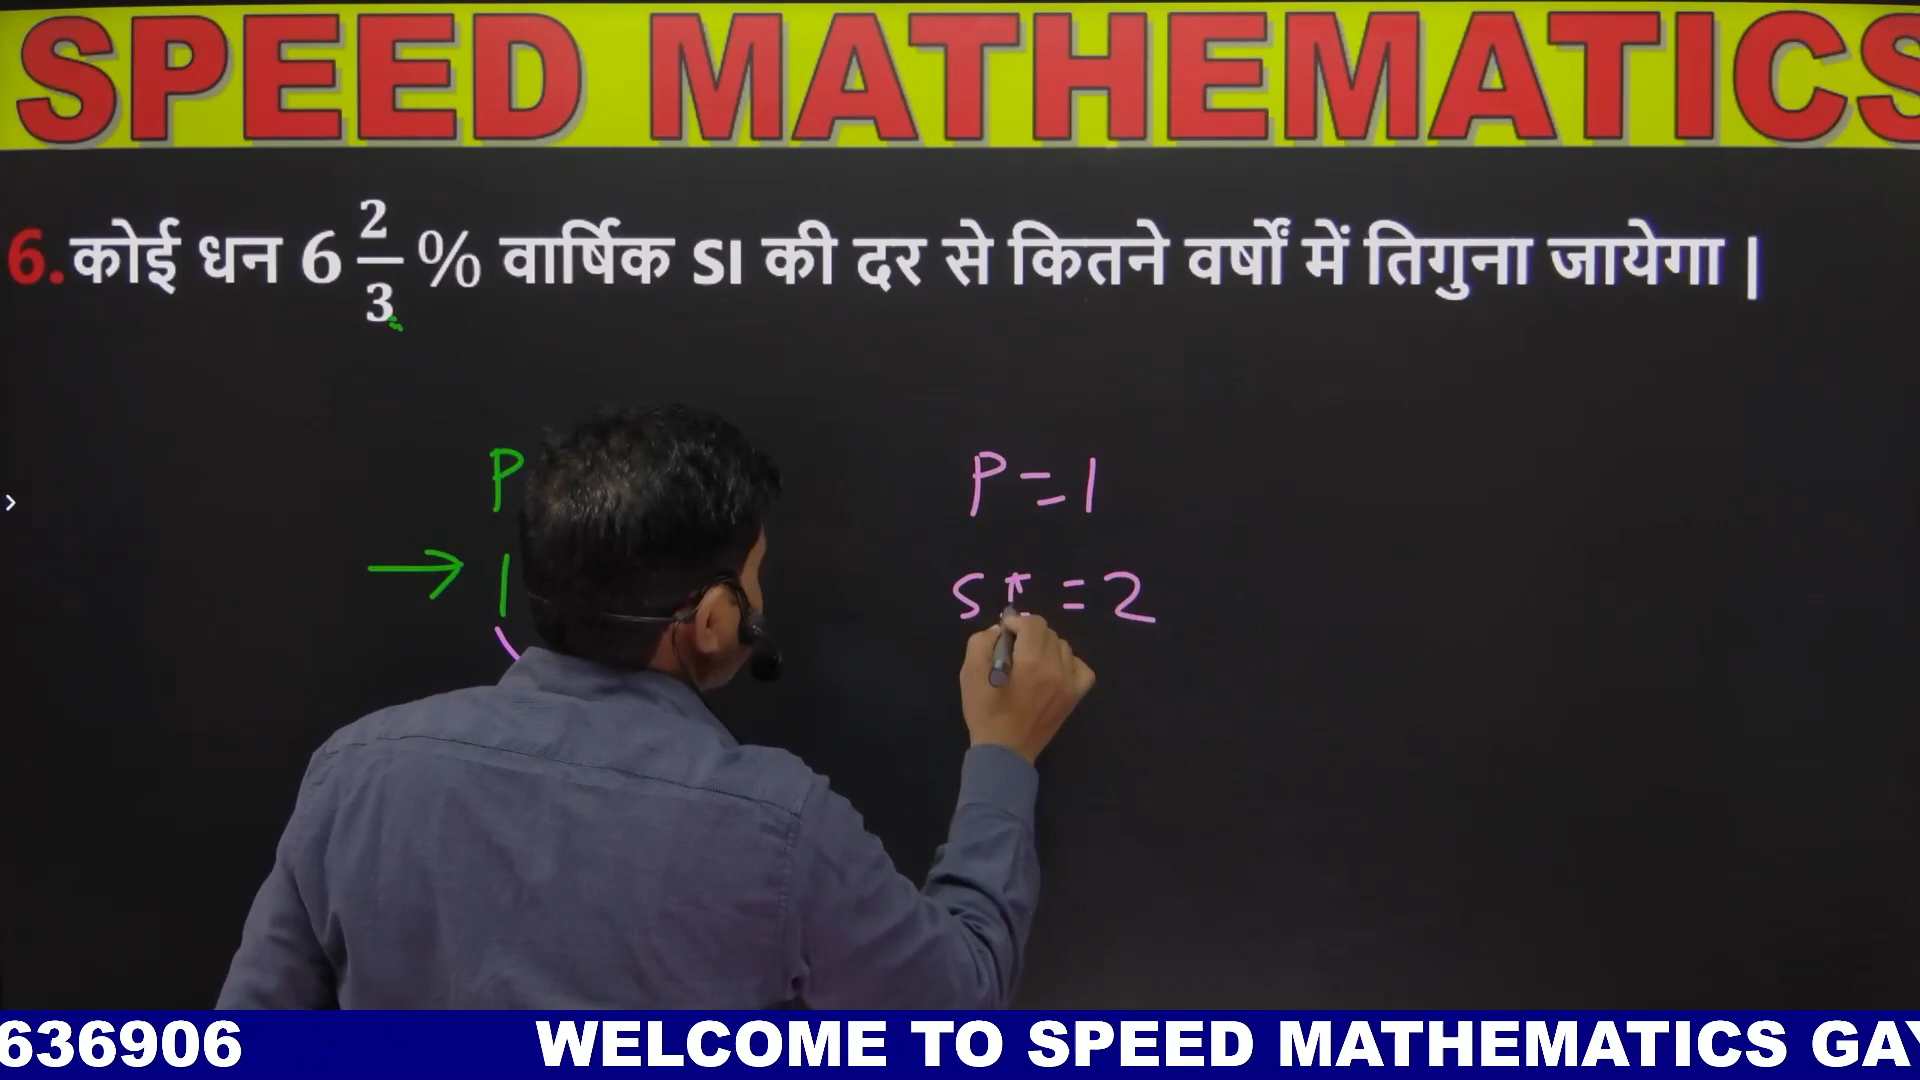 SPEED MATHEMATICS
6. कोई धन 6 2/3 % वार्षिक SI की दर से कितने वर्षों में तिगुना जायेगा |
P
P = 1
→ 1
SI = 2
636906 WELCOME TO SPEED MATHEMATICS GAY